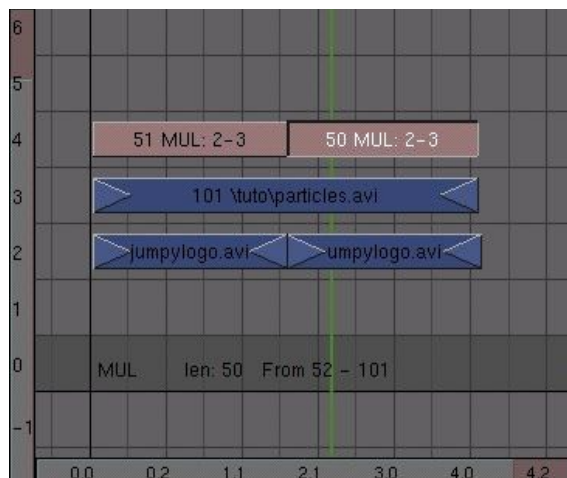 6
5
4
51 MUL: 2-3
50 MUL: 2-3
3
101 \tuto\particles.avi
2
jumpylogo.avi
umpylogo.avi
1
0
MUL len: 50 From 52 - 101
-1
0.0 0.2 1.1 2.1 3.0 4.0 4.2